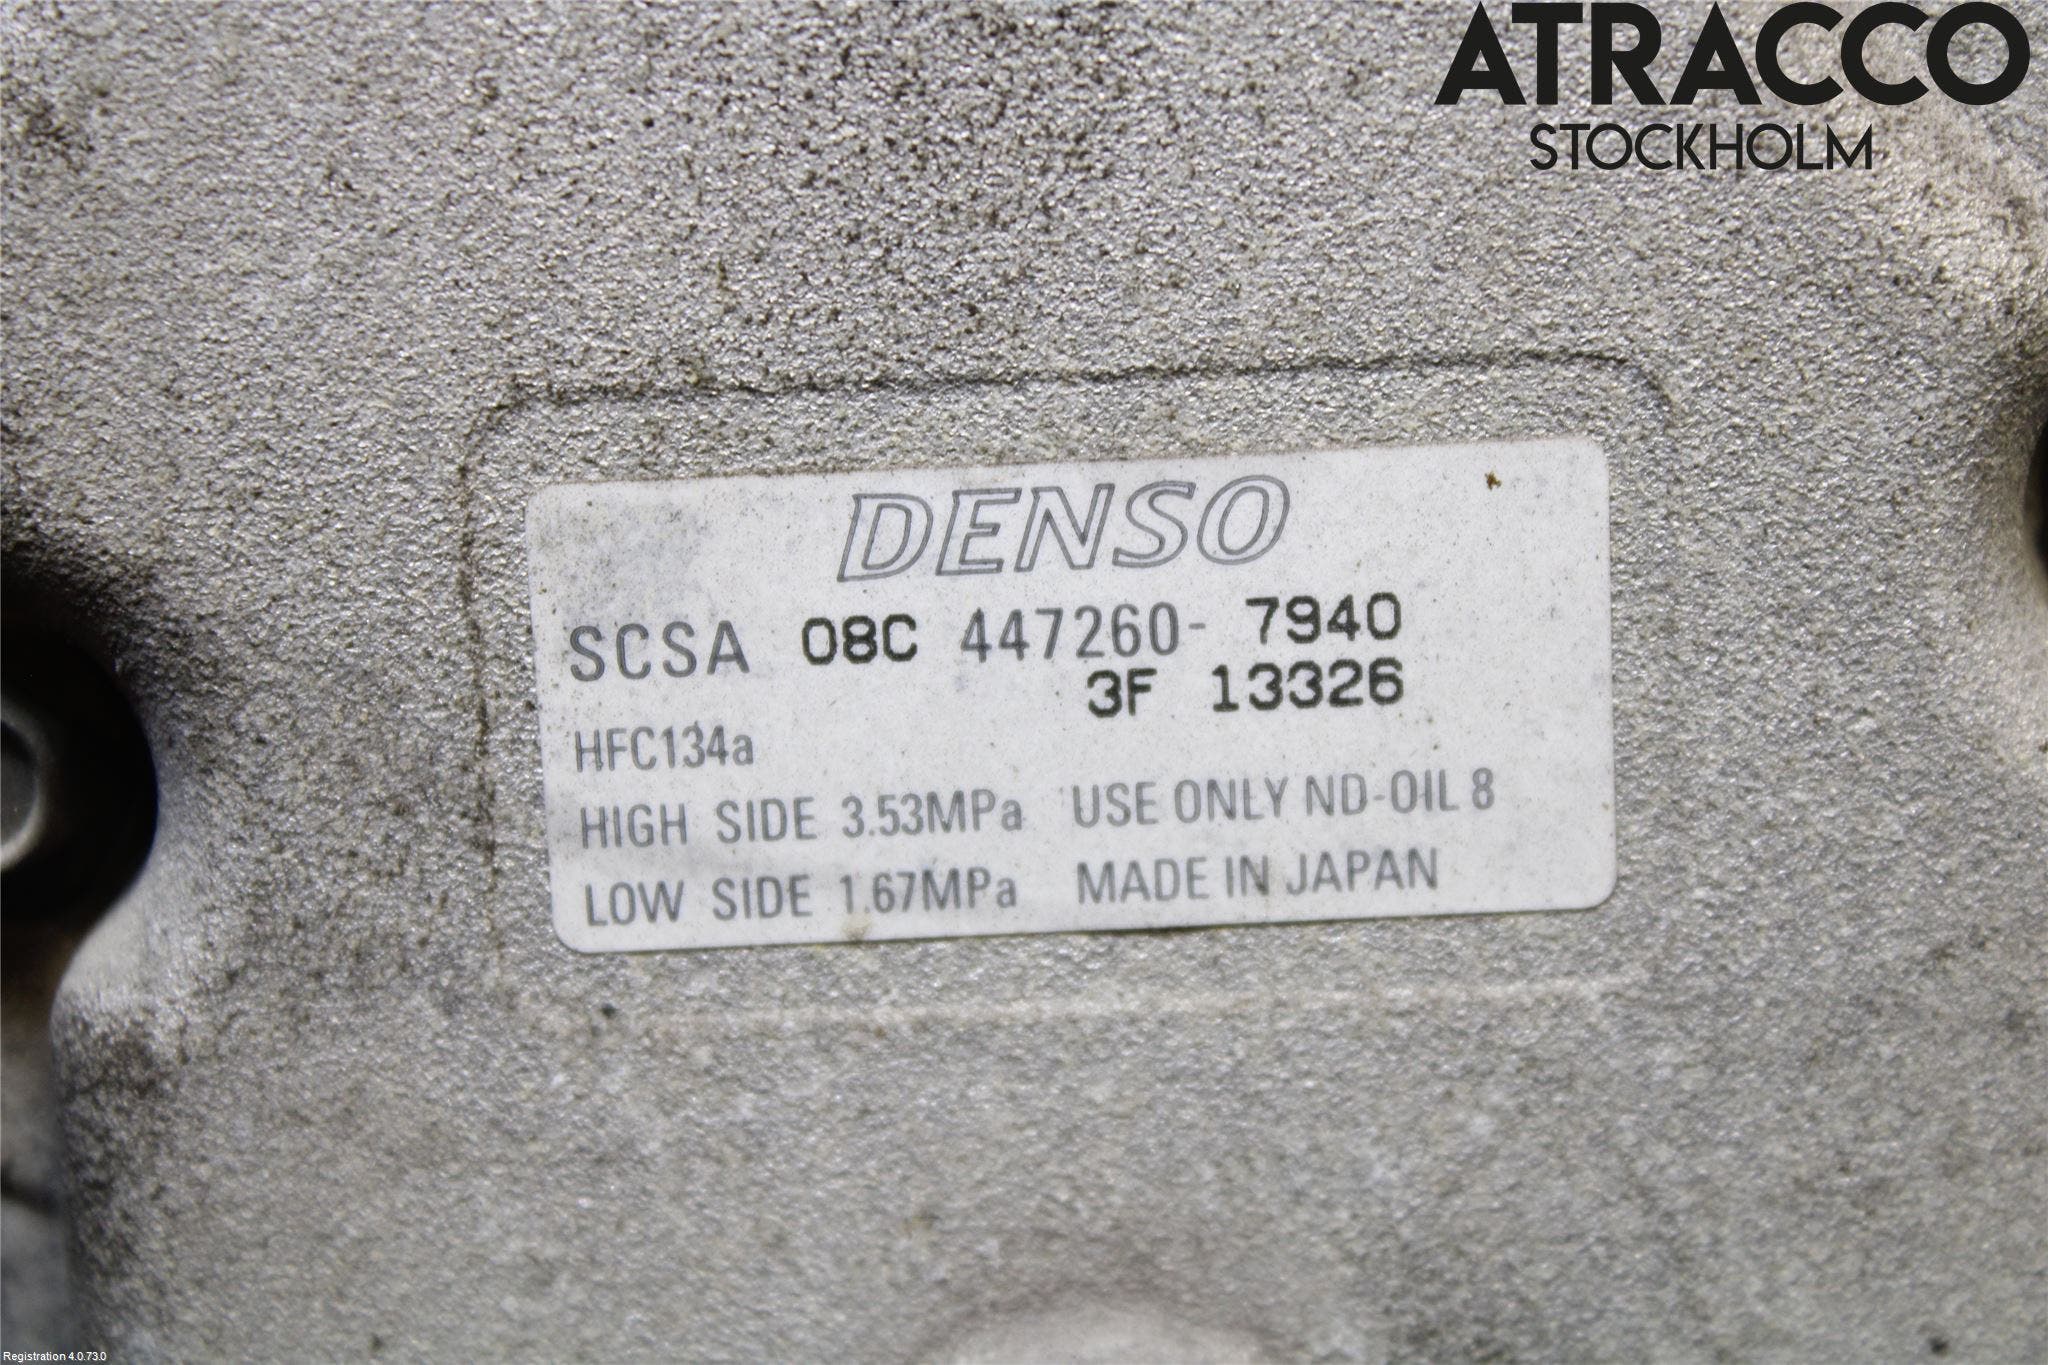 ATRACCO
STOCKHOLM
DENSO
SCSA 08C 447260- 7940
3F 13326
HFC134a
HIGH SIDE 3.53MPa USE ONLY ND-OIL 8
LOW SIDE 1.67MPa MADE IN JAPAN
Registration 4.0.73.0